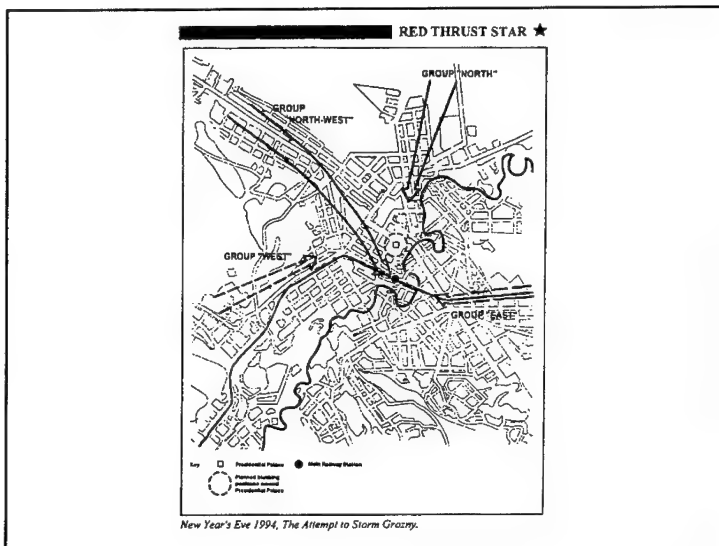 RED THRUST STAR ★
GROUP "NORTH"
GROUP
"NORTH-WEST"
GROUP "WEST"
GROUP "EAST"
Key Presidential Palace Main Railway Station
Planned blocking
positions around
Presidential Palace
New Year's Eve 1994, The Attempt to Storm Grozny.